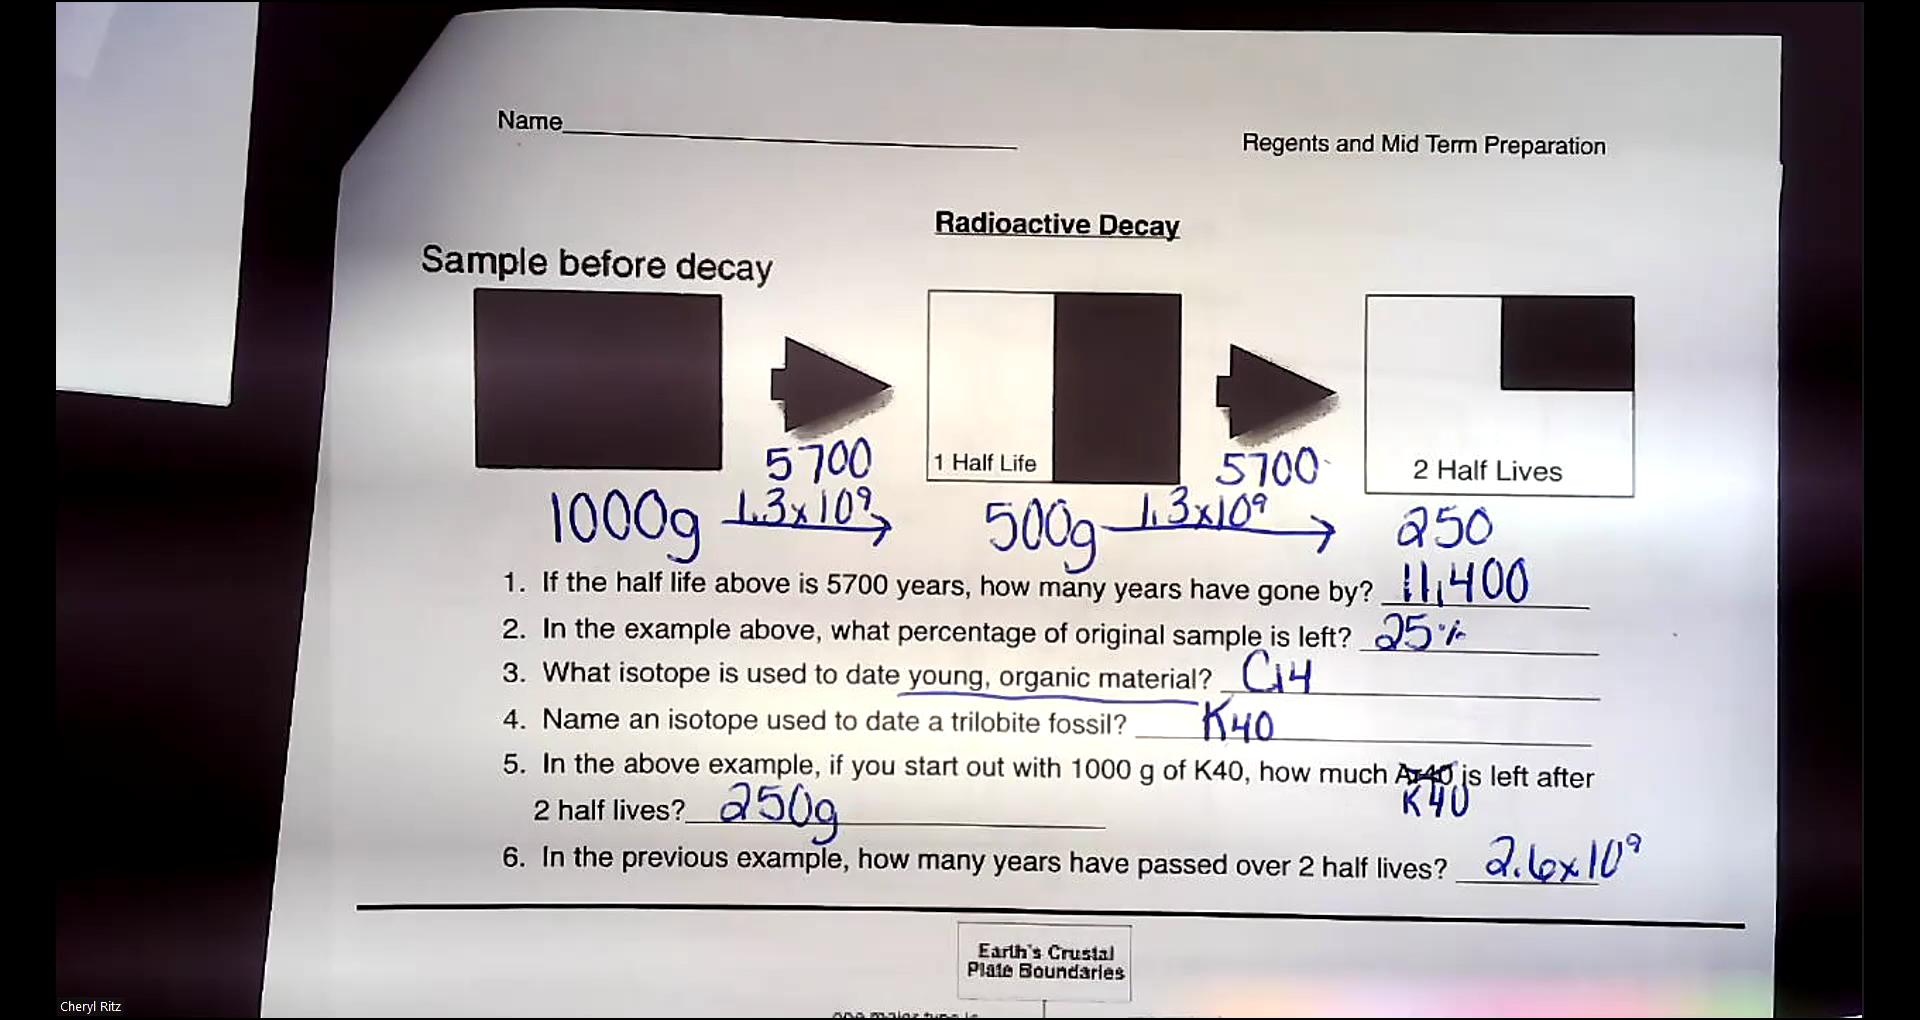 Name
Regents and Mid Term Preparation
Radioactive Decay
Sample before decay
5700
1 Half Life
5700
2 Half Lives
1000g 1.3x10⁹ 500g 1.3x10⁹ 250
1. If the half life above is 5700 years, how many years have gone by? 11,400
2. In the example above, what percentage of original sample is left? 25%
3. What isotope is used to date young, organic material? C14
4. Name an isotope used to date a trilobite fossil? K40
5. In the above example, if you start out with 1000 g of K40, how much Ar40 is left after
K40
2 half lives? 250g
6. In the previous example, how many years have passed over 2 half lives? 2.6x10⁹
Earth's Crustal
Plate Boundaries
Cheryl Ritz